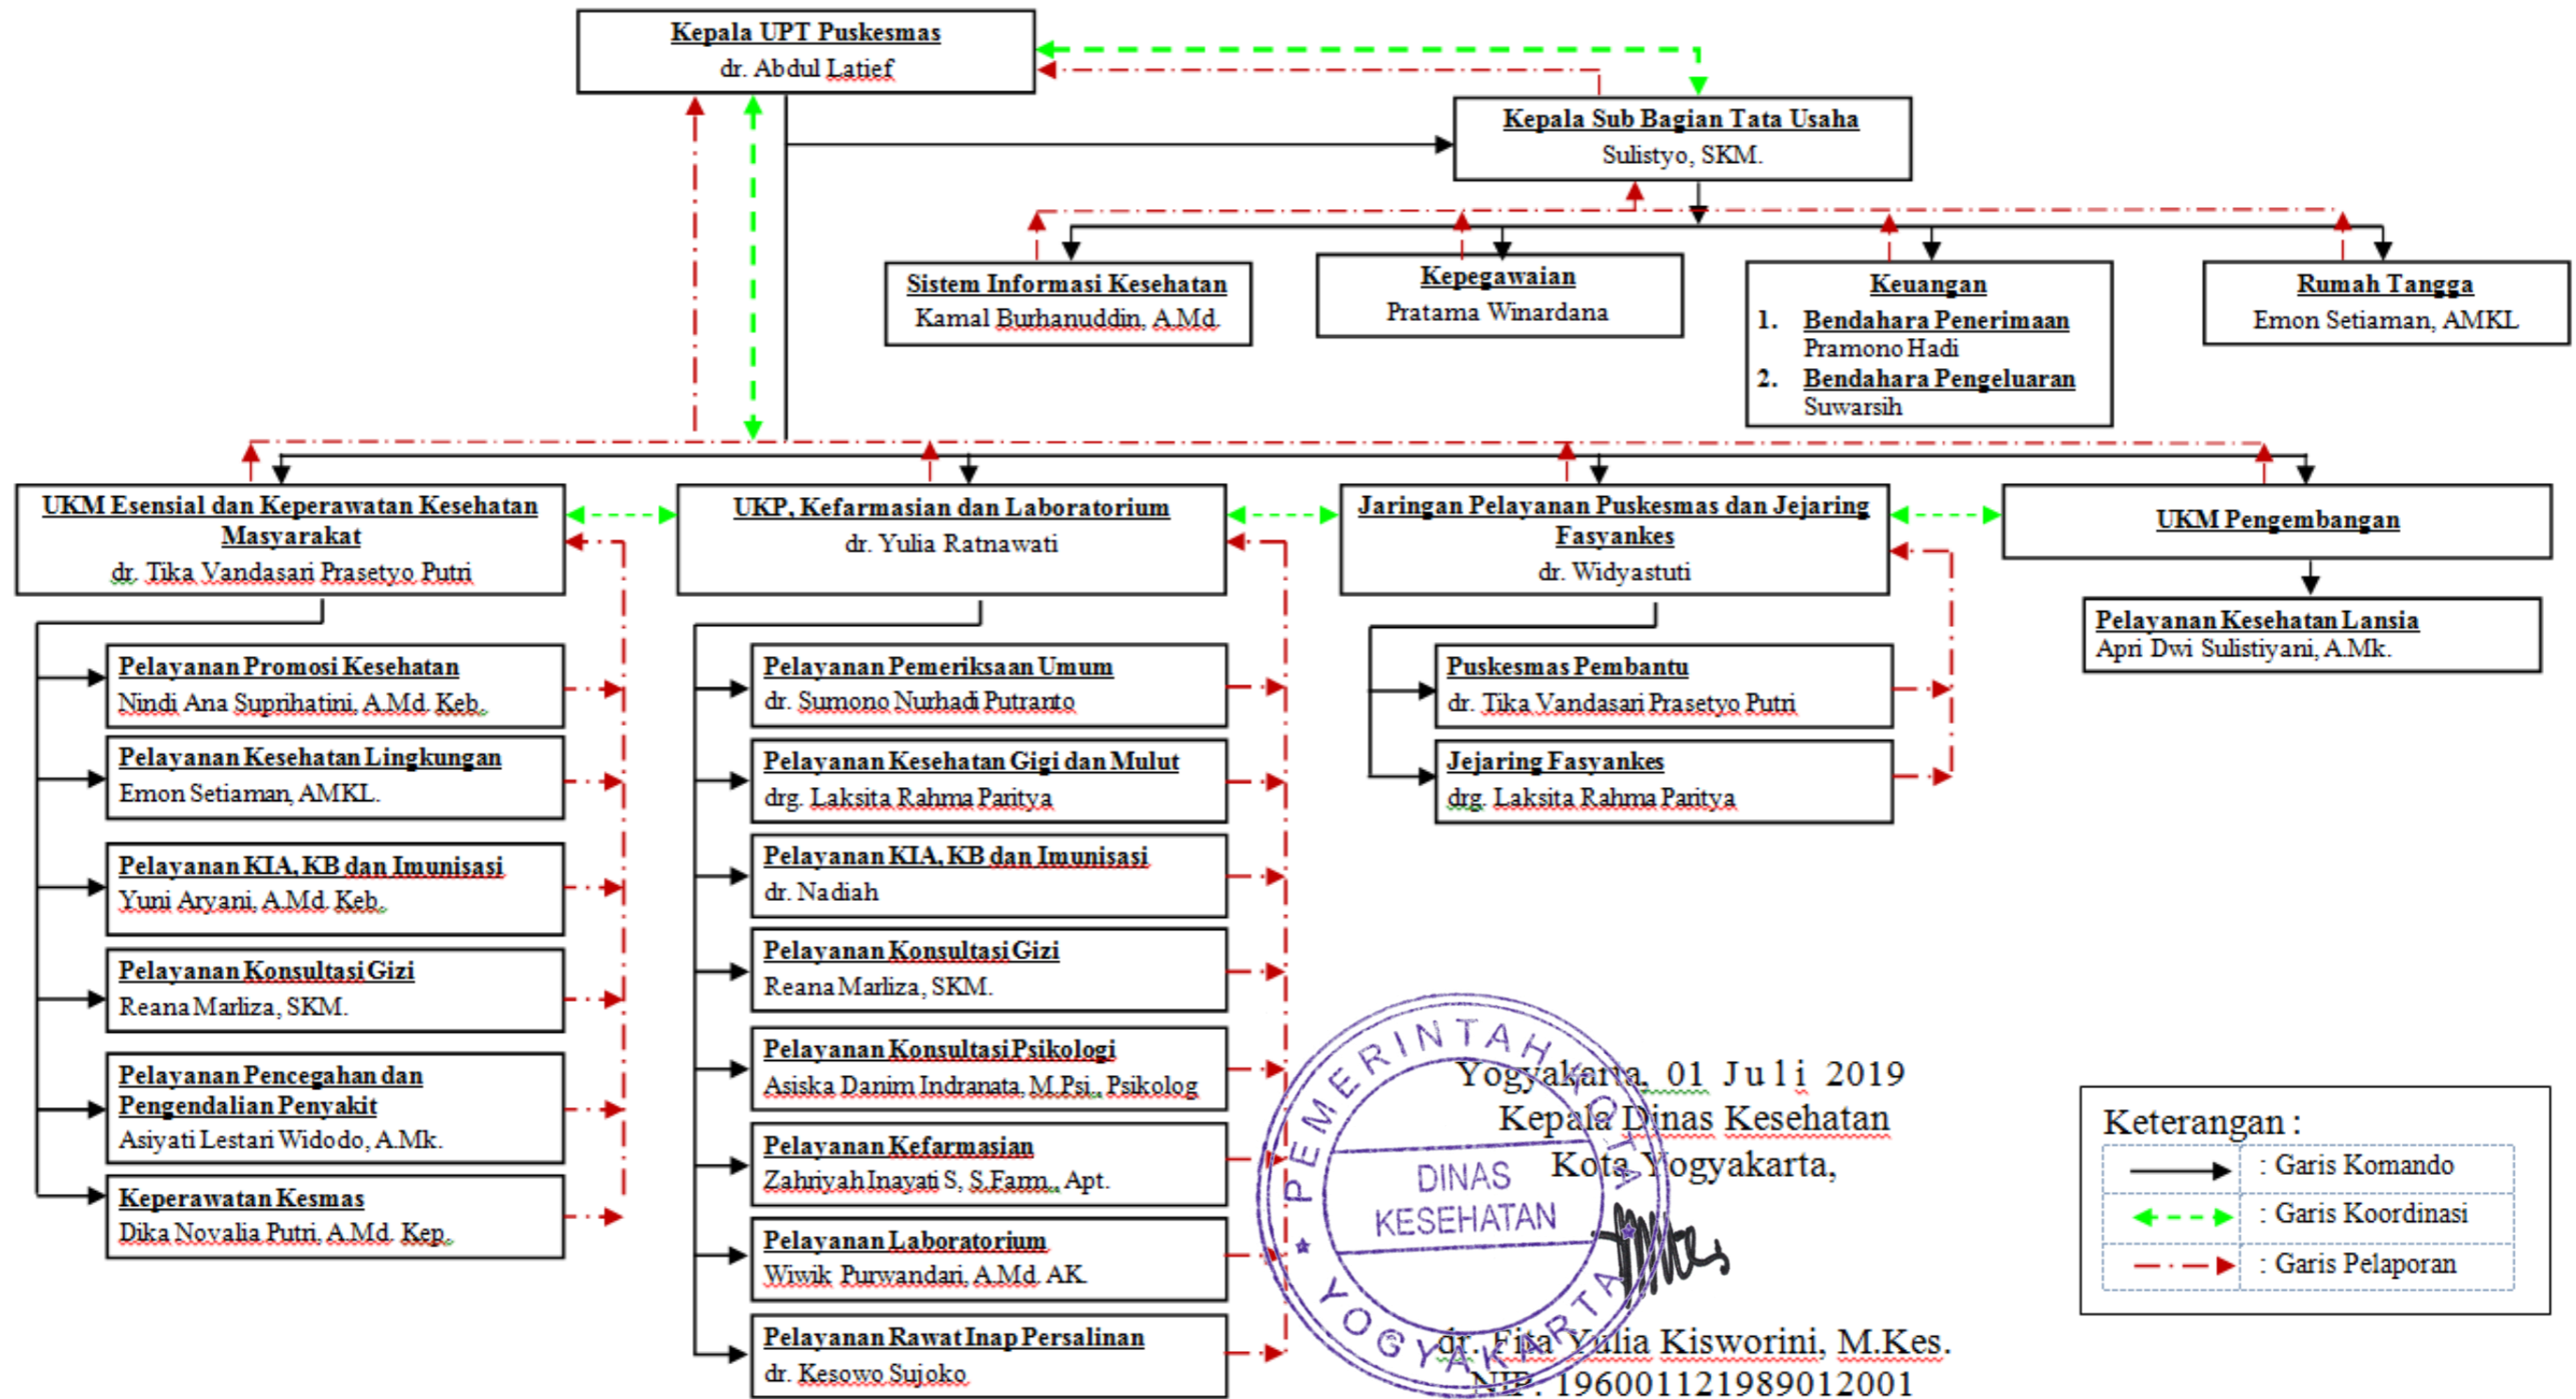 Kepala UPT Puskesmas
dr. Abdul Latief
Kepala Sub Bagian Tata Usaha
Sulistyo, SKM.
Sistem Informasi Kesehatan
Kamal Burhanuddin, A.Md.
Kepegawaian
Pratama Winardana
Keuangan
1. Bendahara Penerimaan
Pramono Hadi
2. Bendahara Pengeluaran
Suwarsih
Rumah Tangga
Emon Setiaman, AMKL
UKM Esensial dan Keperawatan Kesehatan
Masyarakat
dr. Tika Vandasari Prasetyo Putri
UKP, Kefarmasian dan Laboratorium
dr. Yulia Ratnawati
Jaringan Pelayanan Puskesmas dan Jejaring
Fasyankes
dr. Widyastuti
UKM Pengembangan
Pelayanan Promosi Kesehatan
Nindi Ana Suprihatini, A.Md. Keb.
Pelayanan Kesehatan Lingkungan
Emon Setiaman, AMKL.
Pelayanan KIA, KB dan Imunisasi
Yuni Aryani, A.Md. Keb.
Pelayanan Konsultasi Gizi
Reana Marliza, SKM.
Pelayanan Pencegahan dan
Pengendalian Penyakit
Asiyati Lestari Widodo, A.Mk.
Keperawatan Kesmas
Dika Novalia Putri, A.Md. Kep.
Pelayanan Pemeriksaan Umum
dr. Sumono Nurhadi Putranto
Pelayanan Kesehatan Gigi dan Mulut
drg. Laksita Rahma Paritya
Pelayanan KIA, KB dan Imunisasi
dr. Nadiah
Pelayanan Konsultasi Gizi
Reana Marliza, SKM.
Pelayanan Konsultasi Psikologi
Asiska Danim Indranata, M.Psi., Psikolog
Pelayanan Kefarmasian
Zahriyah Inayati S, S.Farm., Apt.
Pelayanan Laboratorium
Wiwik Purwandari, A.Md. AK.
Pelayanan Rawat Inap Persalinan
dr. Kesowo Sujoko
Puskesmas Pembantu
dr. Tika Vandasari Prasetyo Putri
Jejaring Fasyankes
drg. Laksita Rahma Paritya
Pelayanan Kesehatan Lansia
Apri Dwi Sulistiyani, A.Mk.
Yogyakarta, 01 Juli 2019
Kepala Dinas Kesehatan
Kota Yogyakarta,
PEMERINTAH KOTA
DINAS
KESEHATAN
YOGYAKARTA
dr. Fita Yulia Kisworini, M.Kes.
NIP. 196001121989012001
Keterangan :
: Garis Komando
: Garis Koordinasi
: Garis Pelaporan